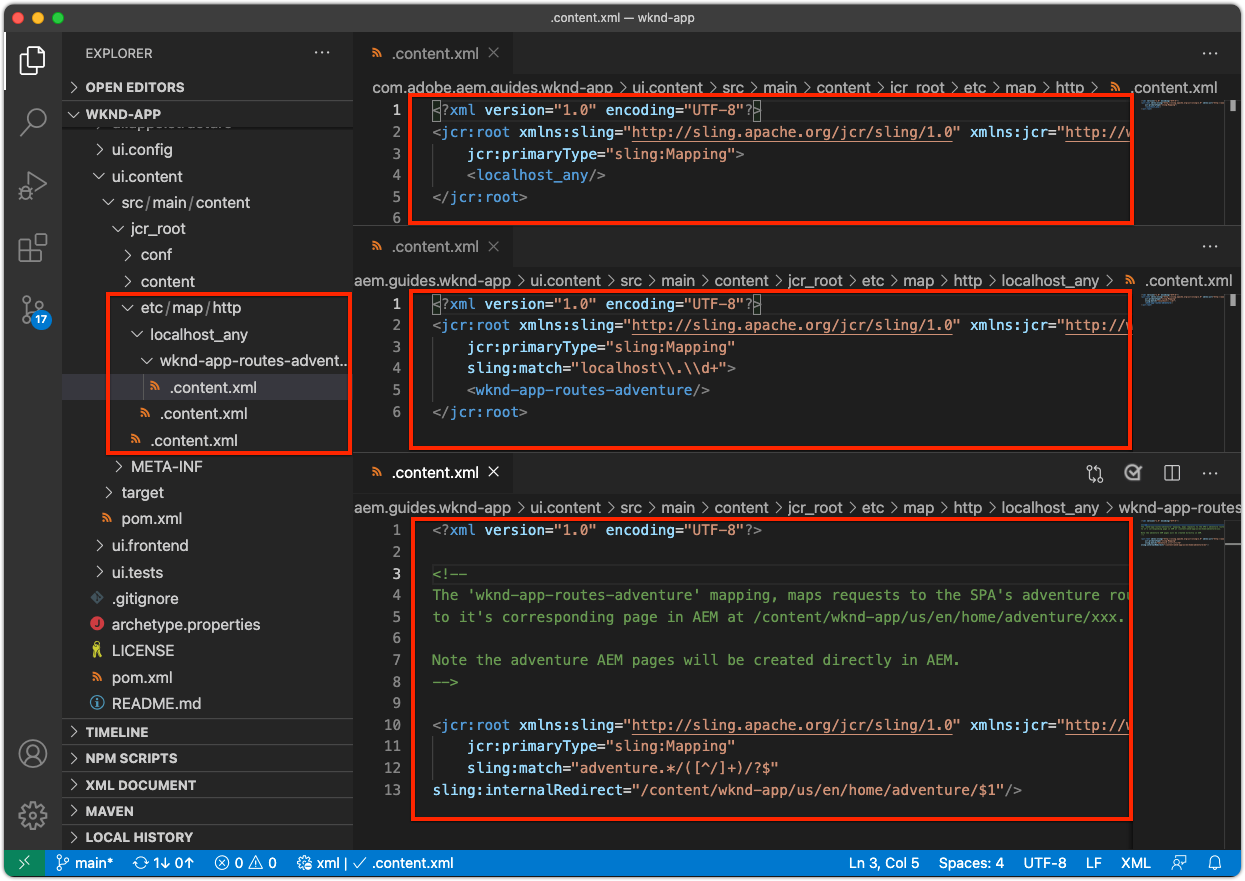 .content.xml — wknd-app
EXPLORER
OPEN EDITORS
WKND-APP
ui.config
ui.content
src/main/content
jcr_root
conf
content
etc/map/http
localhost_any
wknd-app-routes-advent...
.content.xml
.content.xml
.content.xml
META-INF
target
pom.xml
ui.frontend
ui.tests
.gitignore
archetype.properties
LICENSE
pom.xml
README.md
TIMELINE
NPM SCRIPTS
XML DOCUMENT
MAVEN
LOCAL HISTORY
17
.content.xml
com.adobe.aem.guides.wknd-app > ui.content > src > main > content > jcr_root > etc > map > http > .content.xml
1 <?xml version="1.0" encoding="UTF-8"?>
2 <jcr:root xmlns:sling="http://sling.apache.org/jcr/sling/1.0" xmlns:jcr="http://w
3 jcr:primaryType="sling:Mapping">
4 <localhost_any/>
5 </jcr:root>
6
.content.xml
aem.guides.wknd-app > ui.content > src > main > content > jcr_root > etc > map > http > localhost_any > .content.xml
1 <?xml version="1.0" encoding="UTF-8"?>
2 <jcr:root xmlns:sling="http://sling.apache.org/jcr/sling/1.0" xmlns:jcr="http://w
3 jcr:primaryType="sling:Mapping"
4 sling:match="localhost\\.\\d+">
5 <wknd-app-routes-adventure/>
6 </jcr:root>
.content.xml
aem.guides.wknd-app > ui.content > src > main > content > jcr_root > etc > map > http > localhost_any > wknd-app-routes
1 <?xml version="1.0" encoding="UTF-8"?>
2
3 <!--
4 The 'wknd-app-routes-adventure' mapping, maps requests to the SPA's adventure rou
5 to it's corresponding page in AEM at /content/wknd-app/us/en/home/adventure/xxx.
6
7 Note the adventure AEM pages will be created directly in AEM.
8 -->
9
10 <jcr:root xmlns:sling="http://sling.apache.org/jcr/sling/1.0" xmlns:jcr="http://w
11 jcr:primaryType="sling:Mapping"
12 sling:match="adventure.*/([^/]+)/?$"
13 sling:internalRedirect="/content/wknd-app/us/en/home/adventure/$1"/>
main* 1↓ 0↑ 0 0 xml | ✓ .content.xml Ln 3, Col 5 Spaces: 4 UTF-8 LF XML